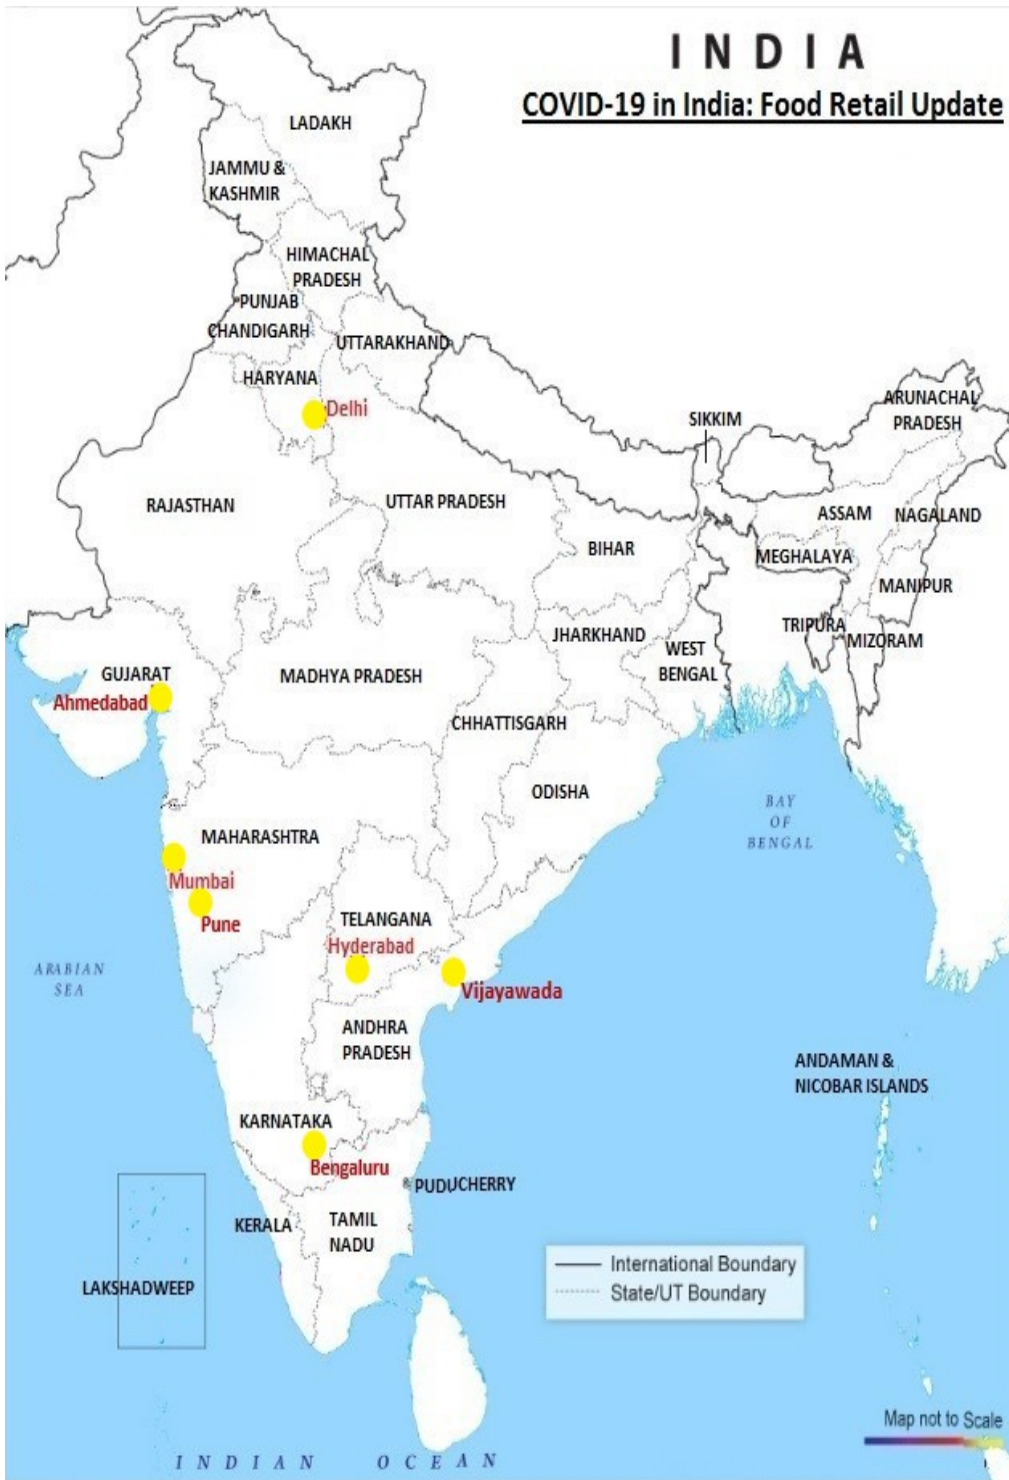 INDIA
COVID-19 in India: Food Retail Update
LADAKH
JAMMU &
KASHMIR
HIMACHAL
PRADESH
PUNJAB
CHANDIGARH
UTTARAKHAND
HARYANA
Delhi
ARUNACHAL
PRADESH
SIKKIM
RAJASTHAN
UTTAR PRADESH
ASSAM
NAGALAND
BIHAR
MEGHALAYA
MANIPUR
JHARKHAND
TRIPURA
MIZORAM
WEST
BENGAL
GUJARAT
Ahmedabad
MADHYA PRADESH
CHHATTISGARH
ODISHA
BAY
OF
BENGAL
MAHARASHTRA
Mumbai
Pune
TELANGANA
Hyderabad
ARABIAN
SEA
Vijayawada
ANDHRA
PRADESH
ANDAMAN &
NICOBAR ISLANDS
KARNATAKA
Bengaluru
PUDUCHERRY
KERALA
TAMIL
NADU
LAKSHADWEEP
International Boundary
State/UT Boundary
Map not to Scale
INDIAN OCEAN